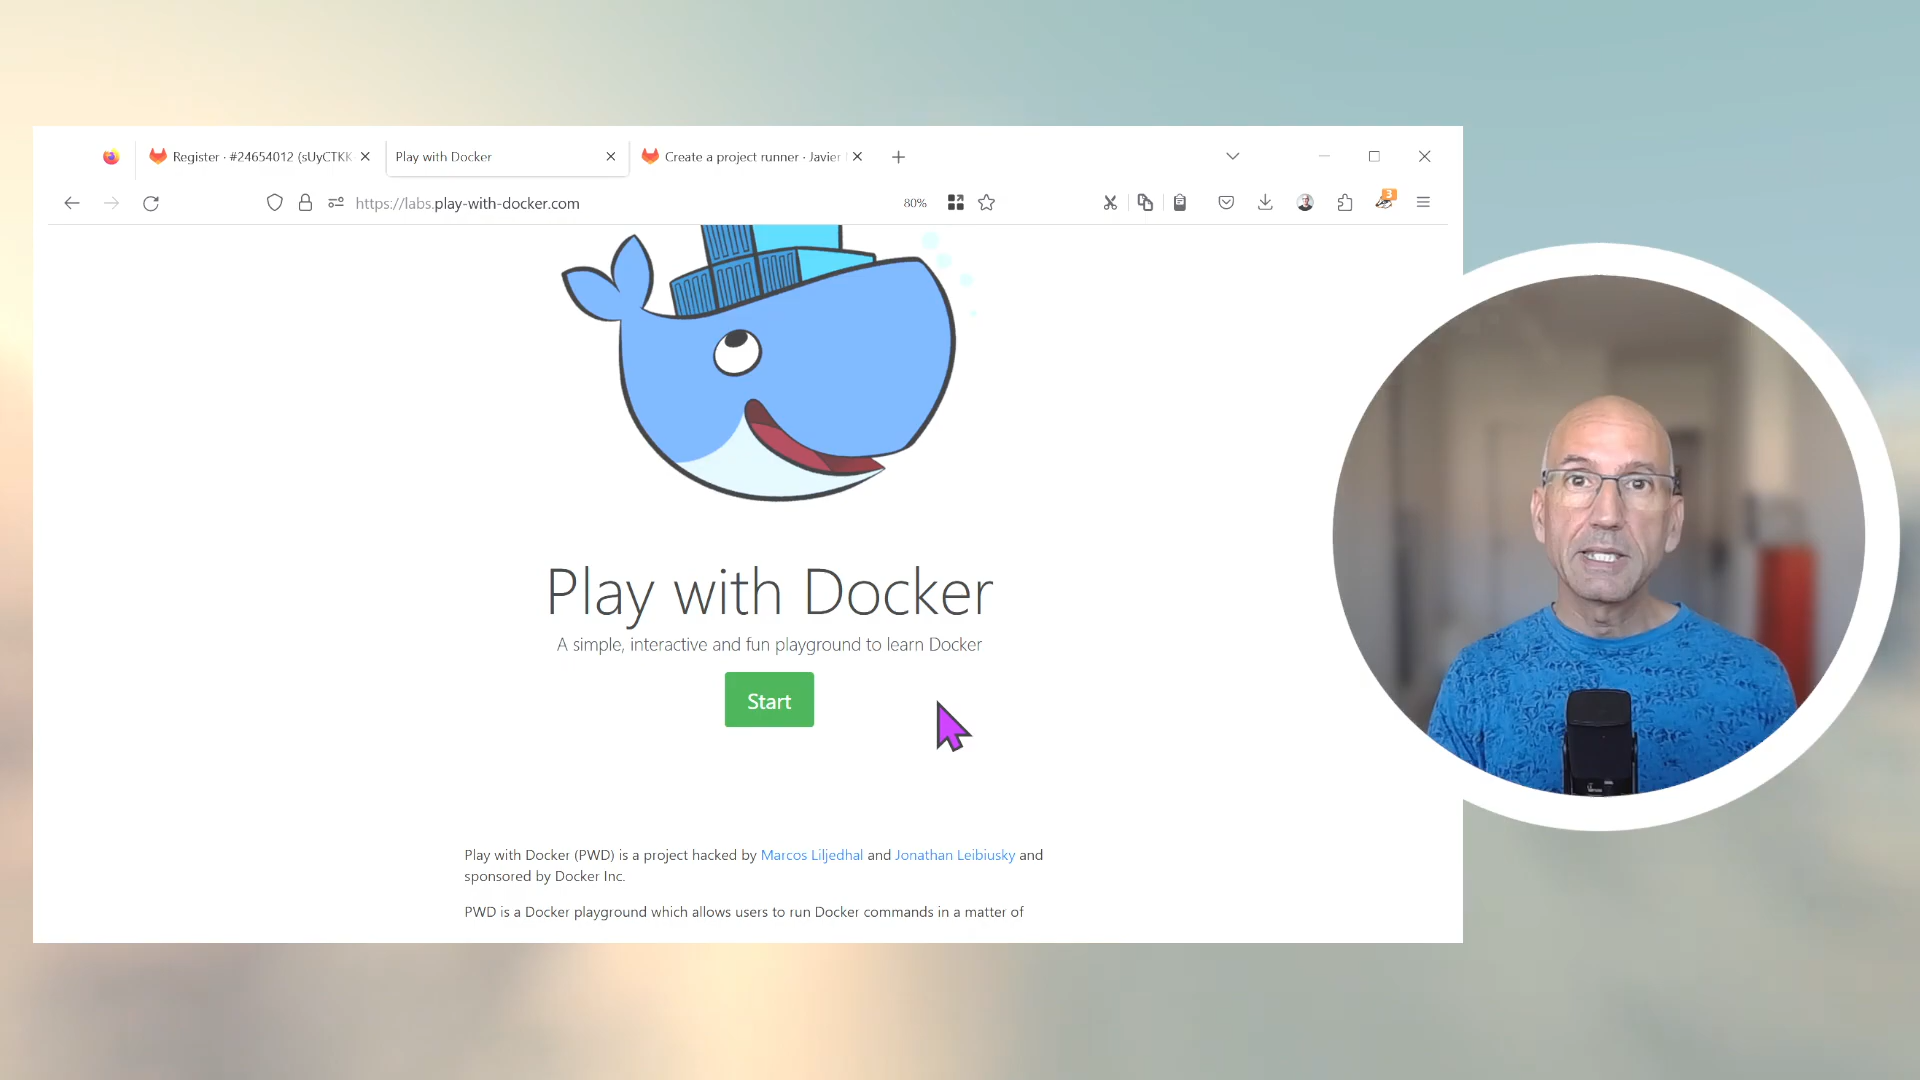 Register · #24654012 (sUyCTKK
Play with Docker
Create a project runner · Javier
https://labs.play-with-docker.com
80%
3
Play with Docker
A simple, interactive and fun playground to learn Docker
Start
Play with Docker (PWD) is a project hacked by Marcos Liljedhal and Jonathan Leibiusky and
sponsored by Docker Inc.
PWD is a Docker playground which allows users to run Docker commands in a matter of